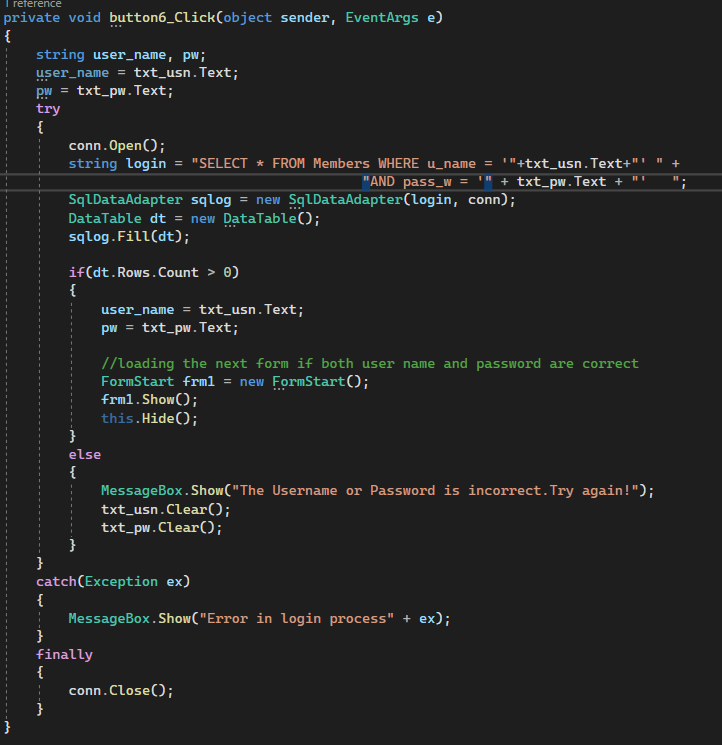 1 reference
private void button6_Click(object sender, EventArgs e)
{
string user_name, pw;
user_name = txt_usn.Text;
pw = txt_pw.Text;
try
{
conn.Open();
string login = "SELECT * FROM Members WHERE u_name = '"+txt_usn.Text+"' " +
"AND pass_w = '" + txt_pw.Text + "'   ";
SqlDataAdapter sqlog = new SqlDataAdapter(login, conn);
DataTable dt = new DataTable();
sqlog.Fill(dt);
if(dt.Rows.Count > 0)
{
user_name = txt_usn.Text;
pw = txt_pw.Text;
//loading the next form if both user name and password are correct
FormStart frm1 = new FormStart();
frm1.Show();
this.Hide();
}
else
{
MessageBox.Show("The Username or Password is incorrect.Try again!");
txt_usn.Clear();
txt_pw.Clear();
}
}
catch(Exception ex)
{
MessageBox.Show("Error in login process" + ex);
}
finally
{
conn.Close();
}
}